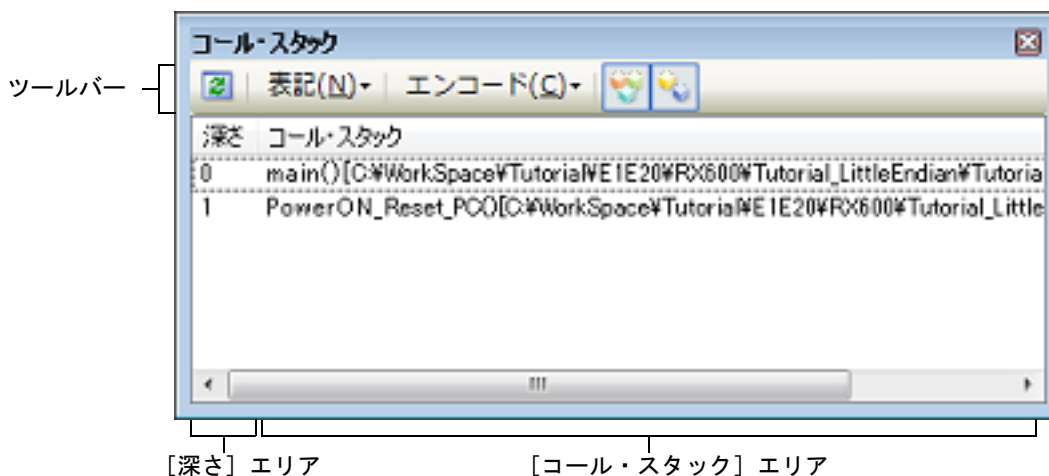 コール・スタック
ツールバー
表記(N)▾ エンコード(C)▾
深さ コール・スタック
0 main()[C:¥WorkSpace¥Tutorial¥E1E20¥RX600¥Tutorial_LittleEndian¥Tutoria
1 PowerON_Reset_PC()[C:¥WorkSpace¥Tutorial¥E1E20¥RX600¥Tutorial_Little
[深さ] エリア [コール・スタック] エリア